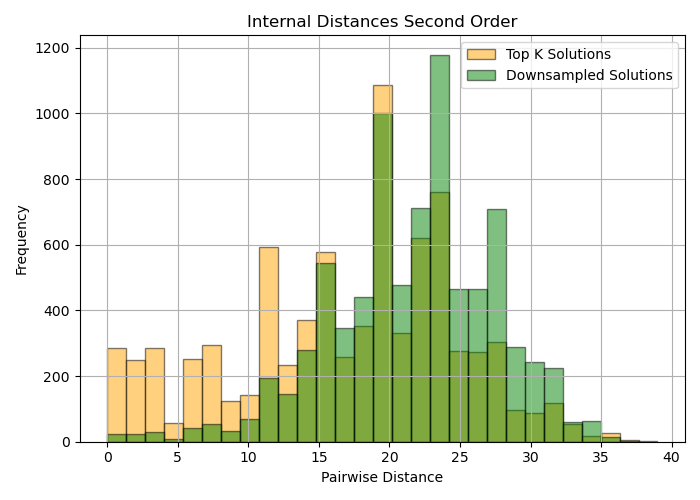 Internal Distances Second Order
Top K Solutions
Downsampled Solutions
1200
1000
800
600
400
200
0
Frequency
0 5 10 15 20 25 30 35 40
Pairwise Distance